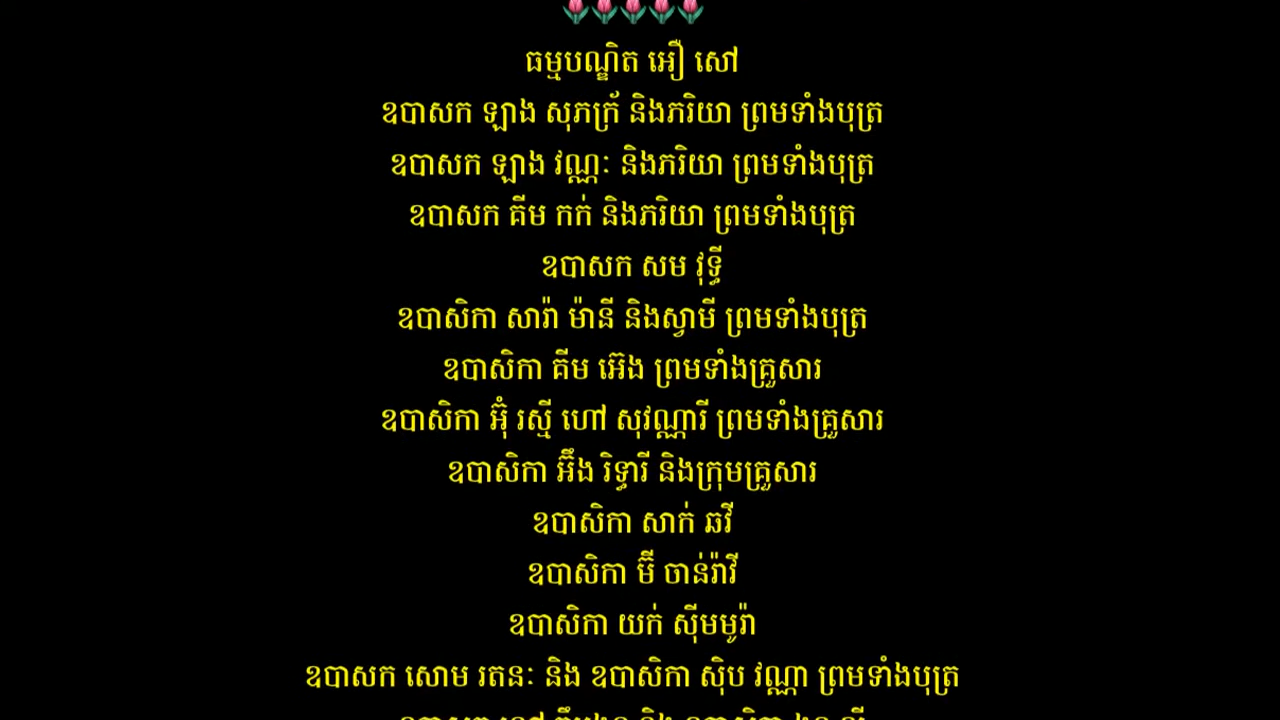 ធម្មបណ្ឌិត អឿ សៅ
ឧបាសក ឡាង សុភក្រ័ និងភរិយា ព្រមទាំងបុត្រ
ឧបាសក ឡាង វណ្ណៈ និងភរិយា ព្រមទាំងបុត្រ
ឧបាសក គីម កក់ និងភរិយា ព្រមទាំងបុត្រ
ឧបាសក សម វុទ្ធី
ឧបាសិកា សារ៉ា ម៉ានី និងស្វាមី ព្រមទាំងបុត្រ
ឧបាសិកា គីម អ៊េង ព្រមទាំងគ្រួសារ
ឧបាសិកា អ៊ុំ រស្មី ហៅ សុវណ្ណារី ព្រមទាំងគ្រួសារ
ឧបាសិកា អ៊ឹង រិទ្ធារី និងក្រុមគ្រួសារ
ឧបាសិកា សាក់ ឆវី
ឧបាសិកា ម៊ី ចាន់រ៉ាវី
ឧបាសិកា យក់ ស៊ីមមូរ៉ា
ឧបាសក សោម រតនៈ និង ឧបាសិកា ស៊ិប វណ្ណា ព្រមទាំងបុត្រ